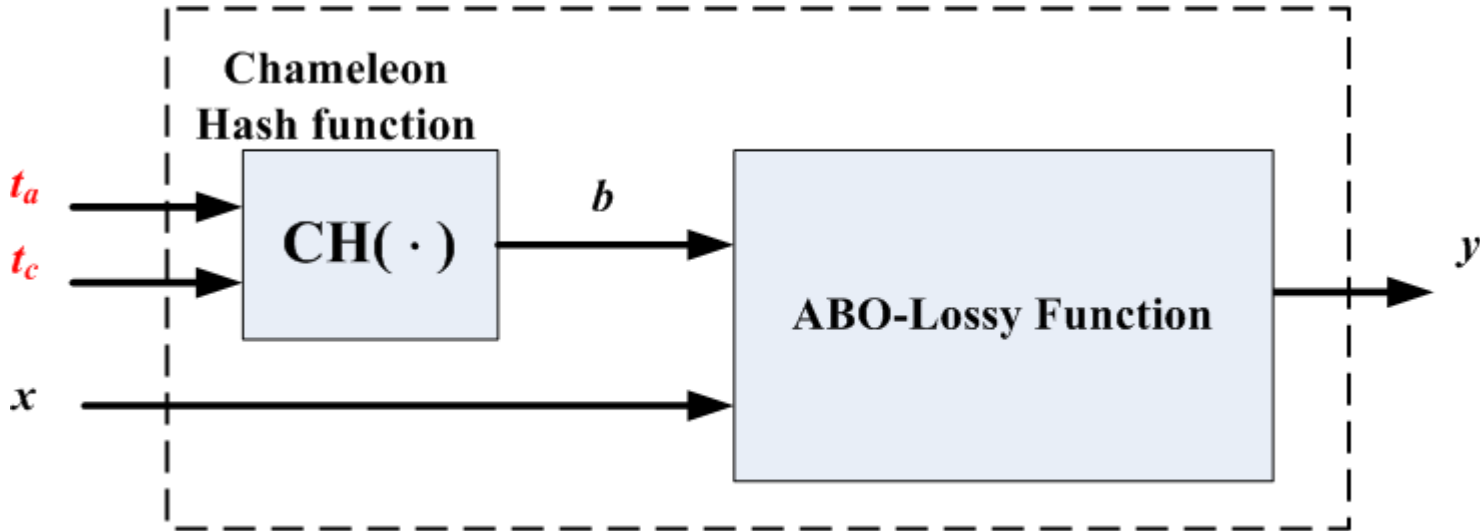 Chameleon
Hash function
t_a
t_c
CH( · )
b
x
ABO-Lossy Function
y